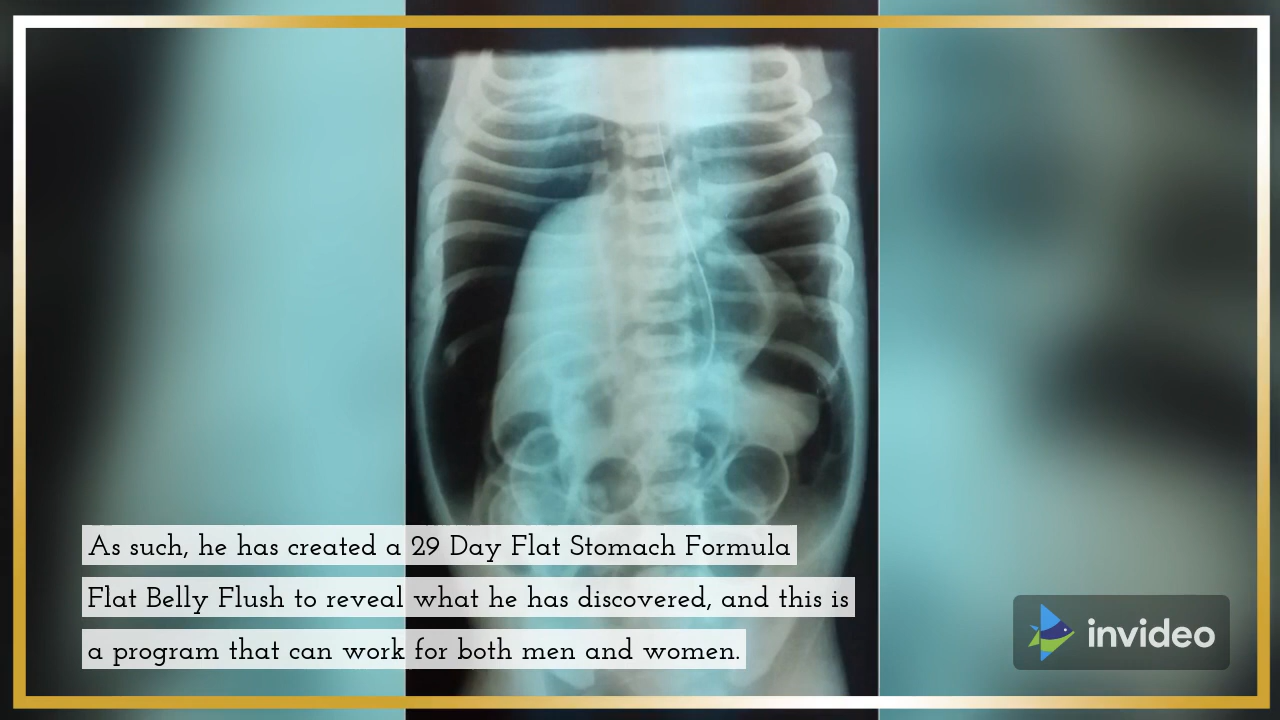 As such, he has created a 29 Day Flat Stomach Formula
Flat Belly Flush to reveal what he has discovered, and this is
a program that can work for both men and women.
invideo